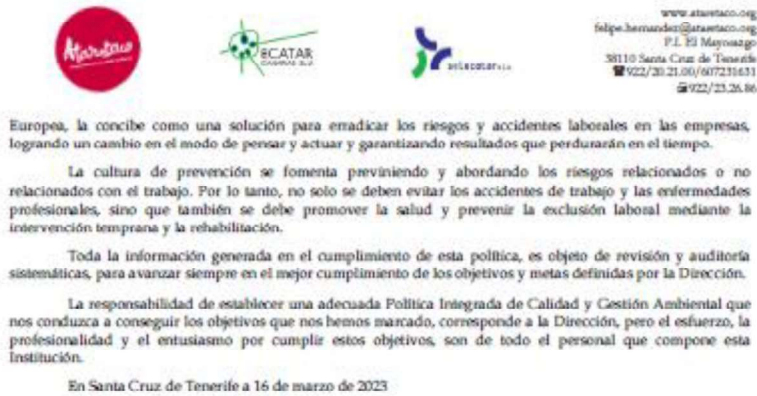 Ataretaco
ECATAR
CANARIAS S.L.U.
selecatar s.l.u.
www.ataretaco.org
felipe.hernandez@ataretaco.org
P.I. El Mayorazgo
38110 Santa Cruz de Tenerife
☎922/20.21.00/607231631
922/23.26.86
Europea, la concibe como una solución para erradicar los riesgos y accidentes laborales en las empresas,
logrando un cambio en el modo de pensar y actuar y garantizando resultados que perdurarán en el tiempo.
La cultura de prevención se fomenta previniendo y abordando los riesgos relacionados o no
relacionados con el trabajo. Por lo tanto, no solo se deben evitar los accidentes de trabajo y las enfermedades
profesionales, sino que también se debe promover la salud y prevenir la exclusión laboral mediante la
intervención temprana y la rehabilitación.
Toda la información generada en el cumplimiento de esta política, es objeto de revisión y auditoría
sistemáticas, para avanzar siempre en el mejor cumplimiento de los objetivos y metas definidas por la Dirección.
La responsabilidad de establecer una adecuada Política Integrada de Calidad y Gestión Ambiental que
nos conduzca a conseguir los objetivos que nos hemos marcado, corresponde a la Dirección, pero el esfuerzo, la
profesionalidad y el entusiasmo por cumplir estos objetivos, son de todo el personal que compone esta
Institución.
En Santa Cruz de Tenerife a 16 de marzo de 2023